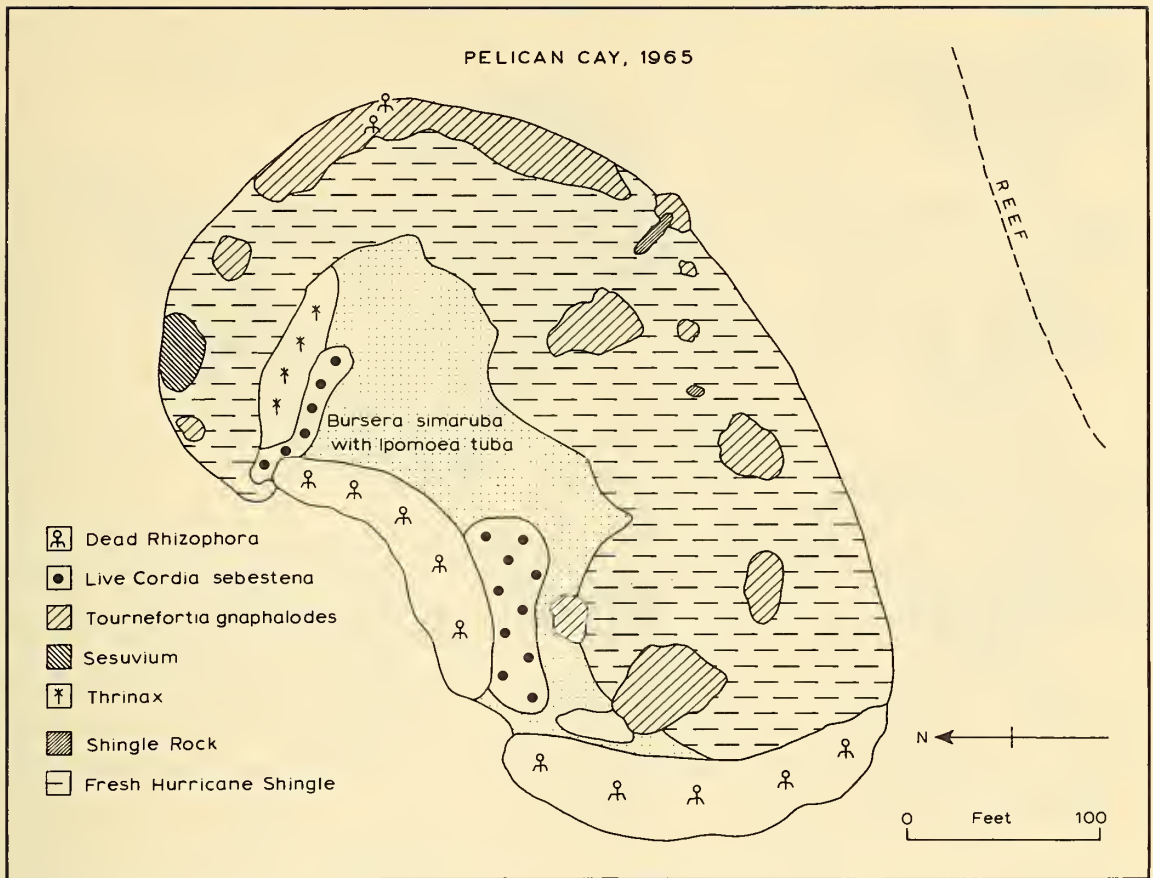 PELICAN CAY, 1965
REEF
Bursera simaruba
with Ipomoea tuba
Dead Rhizophora
Live Cordia sebestena
Tournefortia gnaphalodes
Sesuvium
Thrinax
Shingle Rock
Fresh Hurricane Shingle
N
0 Feet 100